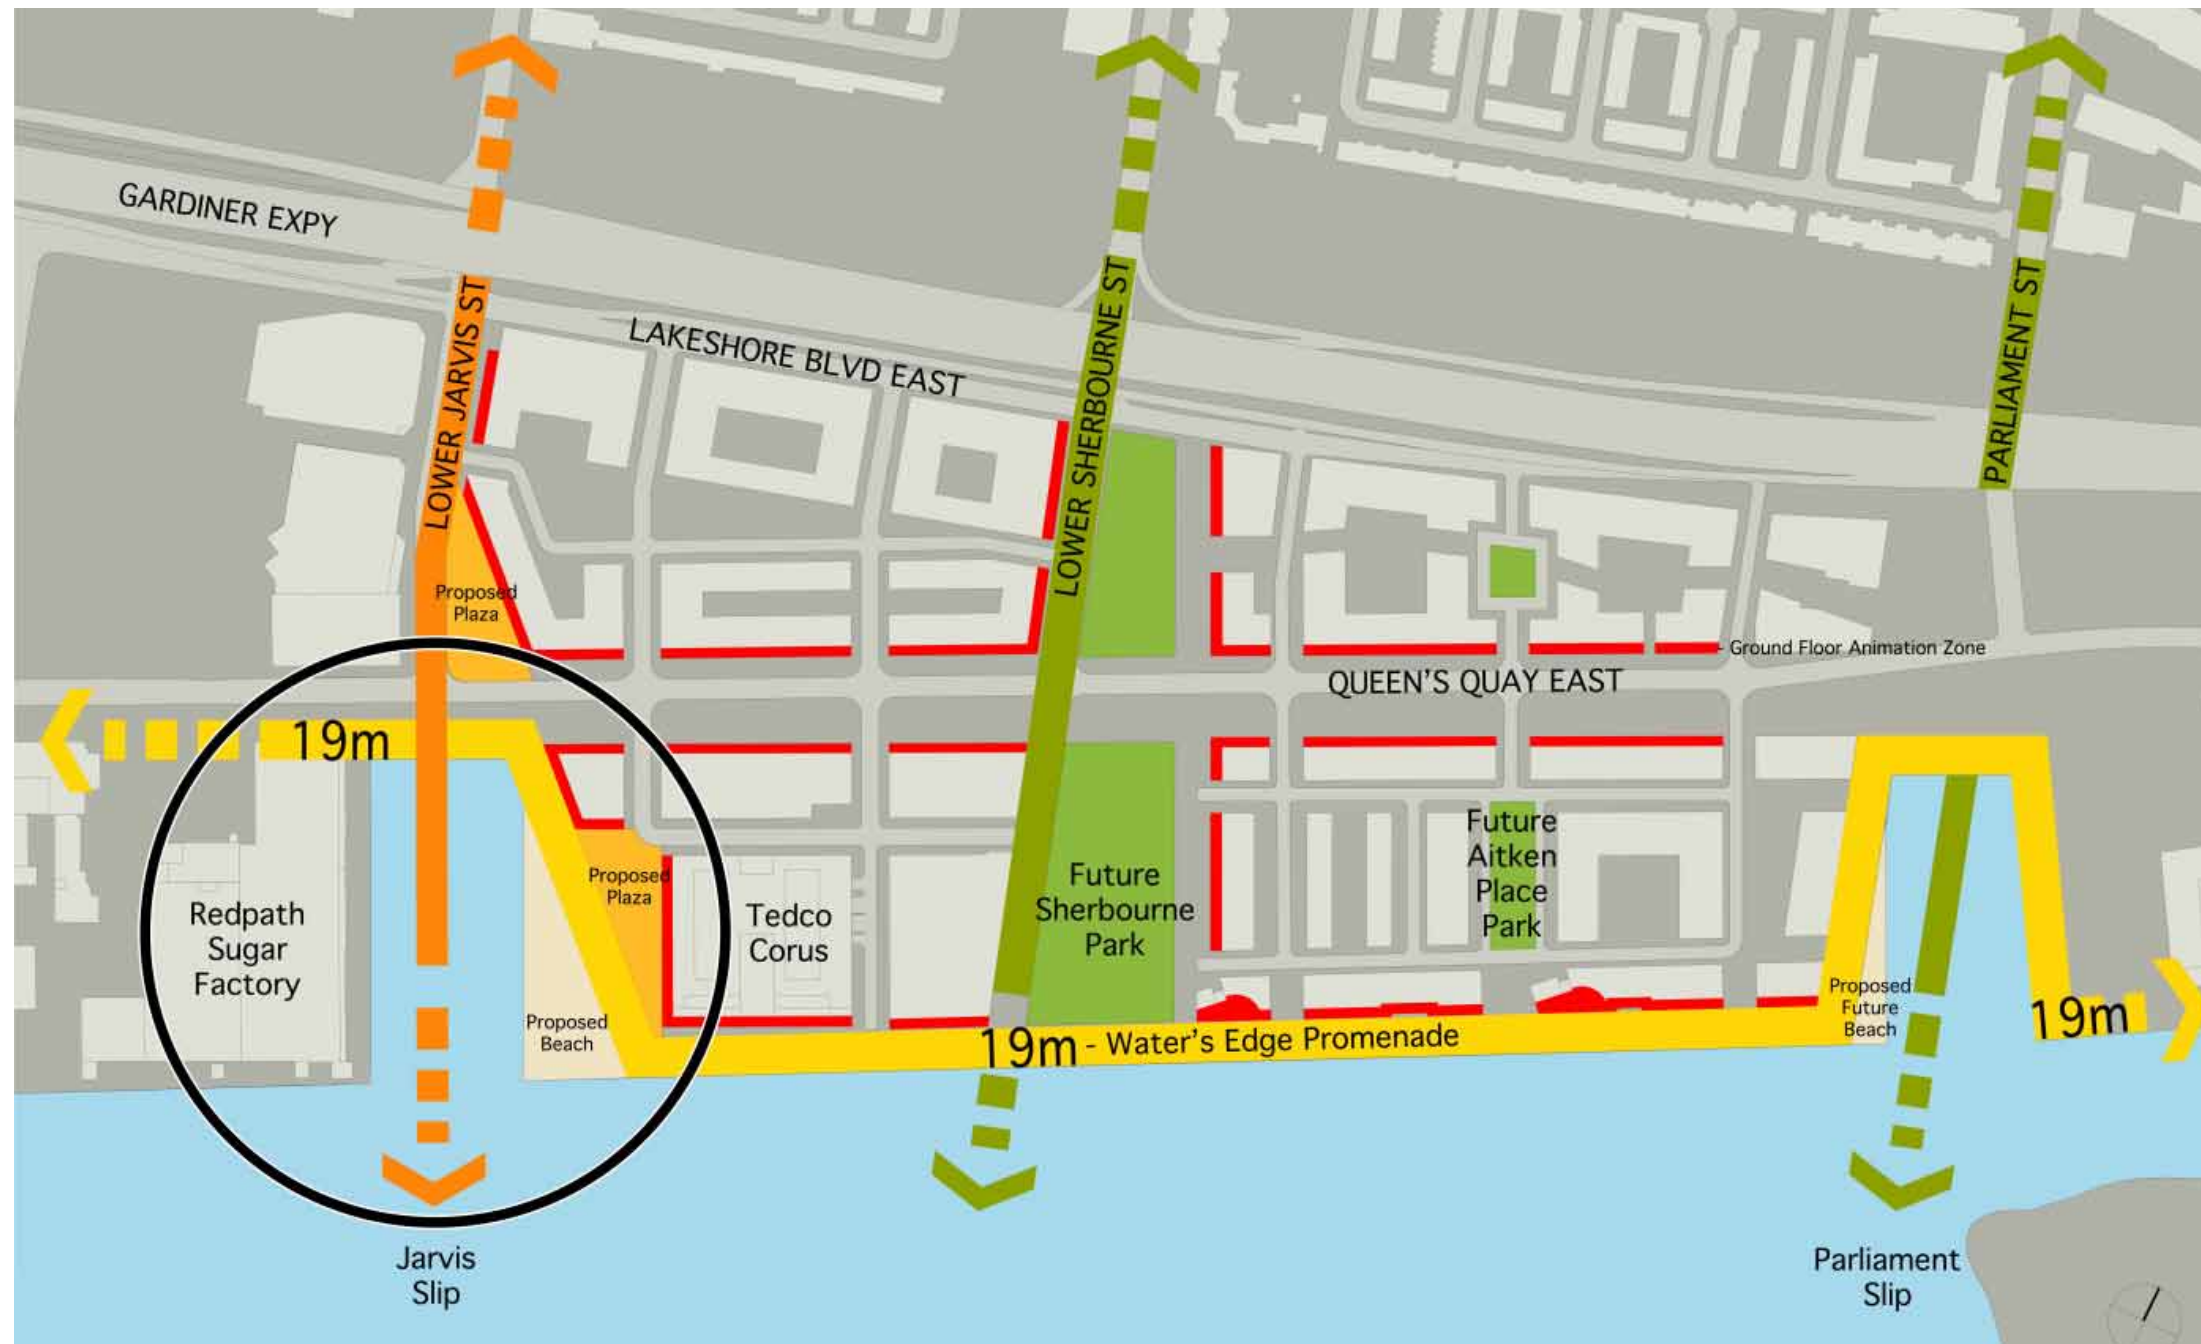 GARDINER EXPY
LAKESHORE BLVD EAST
LOWER JARVIS ST
LOWER SHERBOURNE ST
PARLIAMENT ST
Proposed
Plaza
- Ground Floor Animation Zone
QUEEN'S QUAY EAST
19m
Redpath
Sugar
Factory
Proposed
Plaza
Tedco
Corus
Future
Sherbourne
Park
Future
Aitken
Place
Park
Proposed
Beach
Proposed
Future
Beach
19m - Water's Edge Promenade
19m
Jarvis
Slip
Parliament
Slip